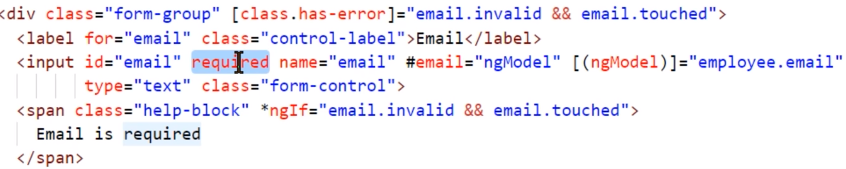 <div class="form-group" [class.has-error]="email.invalid && email.touched">
<label for="email" class="control-label">Email</label>
<input id="email" required name="email" #email="ngModel" [(ngModel)]="employee.email"
type="text" class="form-control">
<span class="help-block" *ngIf="email.invalid && email.touched">
Email is required
</span>